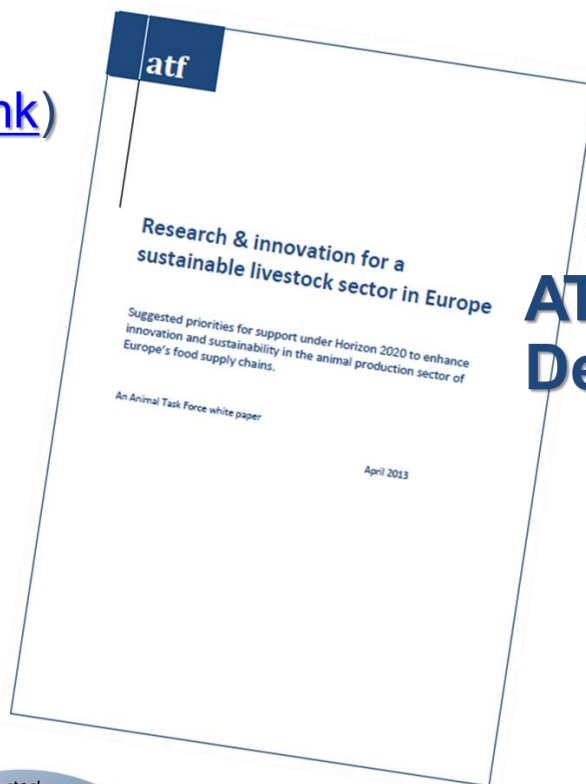 nk)
atf
Research & innovation for a
sustainable livestock sector in Europe
Suggested priorities for support under Horizon 2020 to enhance
innovation and sustainability in the animal production sector of
Europe's food supply chains.
An Animal Task Force white paper
April 2013
AT
De